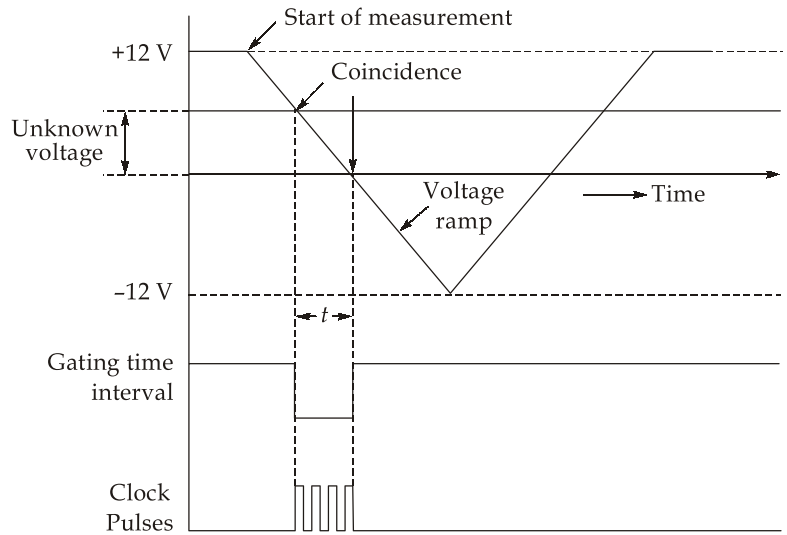 Start of measurement
+12 V
Coincidence
Unknown
voltage
Voltage
ramp
Time
–12 V
t
Gating time
interval
Clock
Pulses